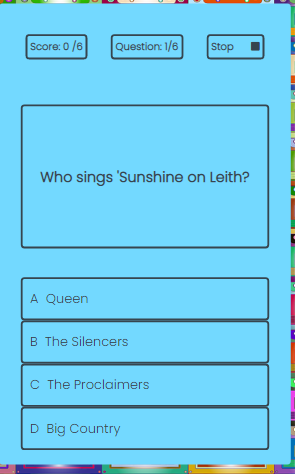 Score: 0 /6 Question: 1/6 Stop
Who sings 'Sunshine on Leith?
A Queen
B The Silencers
C The Proclaimers
D Big Country